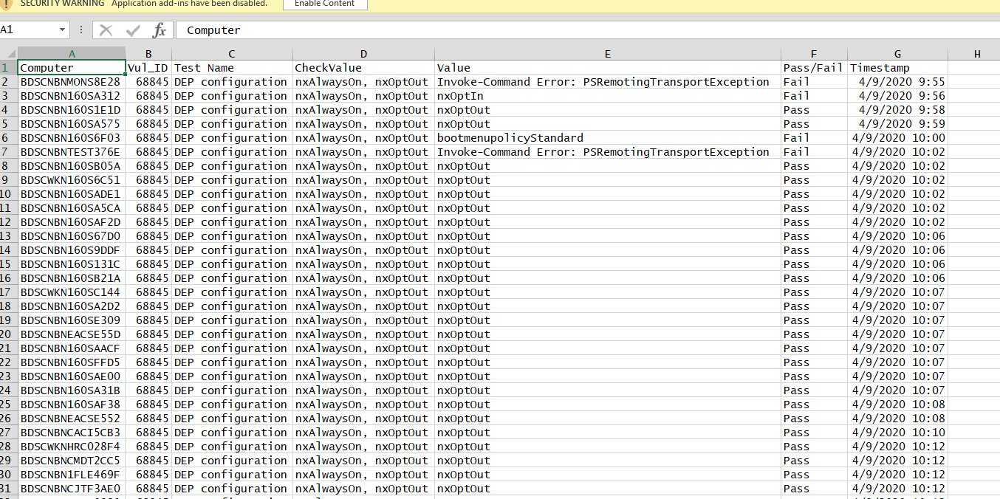 SECURITY WARNING Application add-ins have been disabled. Enable Content
A1 fx Computer
A B C D E F G H
1 Computer Vul_ID Test Name CheckValue Value Pass/Fail Timestamp
2 BDSCNBNMONS8E28 68845 DEP configuration nxAlwaysOn, nxOptOut Invoke-Command Error: PSRemotingTransportException Fail 4/9/2020 9:55
3 BDSCNBN160SA312 68845 DEP configuration nxAlwaysOn, nxOptOut nxOptIn Fail 4/9/2020 9:56
4 BDSCNBN160S1E1D 68845 DEP configuration nxAlwaysOn, nxOptOut nxOptOut Pass 4/9/2020 9:58
5 BDSCNBN160SA575 68845 DEP configuration nxAlwaysOn, nxOptOut nxOptOut Pass 4/9/2020 9:59
6 BDSCNBN160S6F03 68845 DEP configuration nxAlwaysOn, nxOptOut bootmenupolicyStandard Fail 4/9/2020 10:00
7 BDSCNBNTEST376E 68845 DEP configuration nxAlwaysOn, nxOptOut Invoke-Command Error: PSRemotingTransportException Fail 4/9/2020 10:02
8 BDSCNBN160SB05A 68845 DEP configuration nxAlwaysOn, nxOptOut nxOptOut Pass 4/9/2020 10:02
9 BDSCWKN160S6C51 68845 DEP configuration nxAlwaysOn, nxOptOut nxOptOut Pass 4/9/2020 10:02
10 BDSCNBN160SADE1 68845 DEP configuration nxAlwaysOn, nxOptOut nxOptOut Pass 4/9/2020 10:02
11 BDSCNBN160SA5CA 68845 DEP configuration nxAlwaysOn, nxOptOut nxOptOut Pass 4/9/2020 10:02
12 BDSCNBN160SAF2D 68845 DEP configuration nxAlwaysOn, nxOptOut nxOptOut Pass 4/9/2020 10:02
13 BDSCNBN160S67D0 68845 DEP configuration nxAlwaysOn, nxOptOut nxOptOut Pass 4/9/2020 10:06
14 BDSCNBN160S9DDF 68845 DEP configuration nxAlwaysOn, nxOptOut nxOptOut Pass 4/9/2020 10:06
15 BDSCNBN160S131C 68845 DEP configuration nxAlwaysOn, nxOptOut nxOptOut Pass 4/9/2020 10:06
16 BDSCNBN160SB21A 68845 DEP configuration nxAlwaysOn, nxOptOut nxOptOut Pass 4/9/2020 10:06
17 BDSCWKN160SC144 68845 DEP configuration nxAlwaysOn, nxOptOut nxOptOut Pass 4/9/2020 10:07
18 BDSCNBN160SA2D2 68845 DEP configuration nxAlwaysOn, nxOptOut nxOptOut Pass 4/9/2020 10:07
19 BDSCNBN160SE309 68845 DEP configuration nxAlwaysOn, nxOptOut nxOptOut Pass 4/9/2020 10:07
20 BDSCNBNEACSE55D 68845 DEP configuration nxAlwaysOn, nxOptOut nxOptOut Pass 4/9/2020 10:07
21 BDSCNBN160SAACF 68845 DEP configuration nxAlwaysOn, nxOptOut nxOptOut Pass 4/9/2020 10:07
22 BDSCNBN160SFFD5 68845 DEP configuration nxAlwaysOn, nxOptOut nxOptOut Pass 4/9/2020 10:07
23 BDSCNBN160SAE00 68845 DEP configuration nxAlwaysOn, nxOptOut nxOptOut Pass 4/9/2020 10:07
24 BDSCNBN160SA31B 68845 DEP configuration nxAlwaysOn, nxOptOut nxOptOut Pass 4/9/2020 10:07
25 BDSCNBN160SAF38 68845 DEP configuration nxAlwaysOn, nxOptOut nxOptOut Pass 4/9/2020 10:08
26 BDSCNBNEACSE552 68845 DEP configuration nxAlwaysOn, nxOptOut nxOptOut Pass 4/9/2020 10:08
27 BDSCNBNCACI5CB3 68845 DEP configuration nxAlwaysOn, nxOptOut nxOptOut Pass 4/9/2020 10:10
28 BDSCWKNHRC028F4 68845 DEP configuration nxAlwaysOn, nxOptOut nxOptOut Pass 4/9/2020 10:12
29 BDSCNBNCMDT2CC5 68845 DEP configuration nxAlwaysOn, nxOptOut nxOptOut Pass 4/9/2020 10:12
30 BDSCNBN1FLE469F 68845 DEP configuration nxAlwaysOn, nxOptOut nxOptOut Pass 4/9/2020 10:12
31 BDSCNBNCJTF3AE0 68845 DEP configuration nxAlwaysOn, nxOptOut nxOptOut Pass 4/9/2020 10:12